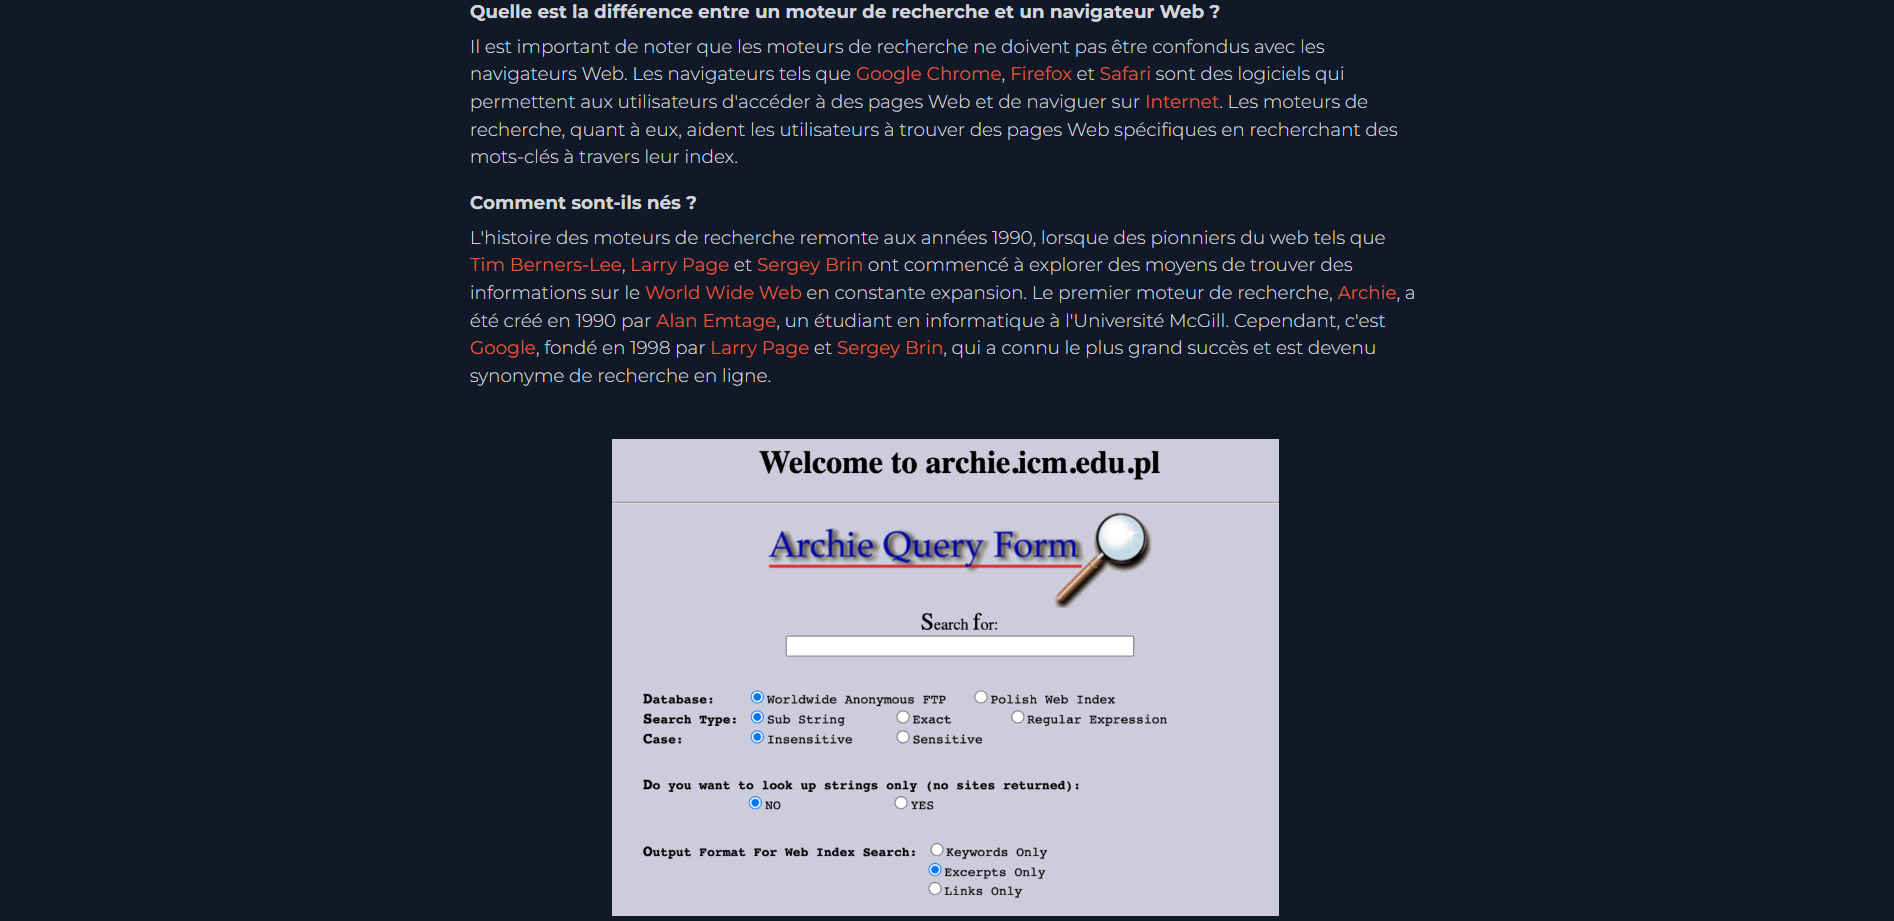 Quelle est la différence entre un moteur de recherche et un navigateur Web ?
Il est important de noter que les moteurs de recherche ne doivent pas être confondus avec les
navigateurs Web. Les navigateurs tels que Google Chrome, Firefox et Safari sont des logiciels qui
permettent aux utilisateurs d'accéder à des pages Web et de naviguer sur Internet. Les moteurs de
recherche, quant à eux, aident les utilisateurs à trouver des pages Web spécifiques en recherchant des
mots-clés à travers leur index.
Comment sont-ils nés ?
L'histoire des moteurs de recherche remonte aux années 1990, lorsque des pionniers du web tels que
Tim Berners-Lee, Larry Page et Sergey Brin ont commencé à explorer des moyens de trouver des
informations sur le World Wide Web en constante expansion. Le premier moteur de recherche, Archie, a
été créé en 1990 par Alan Emtage, un étudiant en informatique à l'Université McGill. Cependant, c'est
Google, fondé en 1998 par Larry Page et Sergey Brin, qui a connu le plus grand succès et est devenu
synonyme de recherche en ligne.
Welcome to archie.icm.edu.pl
Archie Query Form
Search for:
Database: Worldwide Anonymous FTP Polish Web Index
Search Type: Sub String Exact Regular Expression
Case: Insensitive Sensitive
Do you want to look up strings only (no sites returned):
NO YES
Output Format For Web Index Search: Keywords Only
Excerpts Only
Links Only